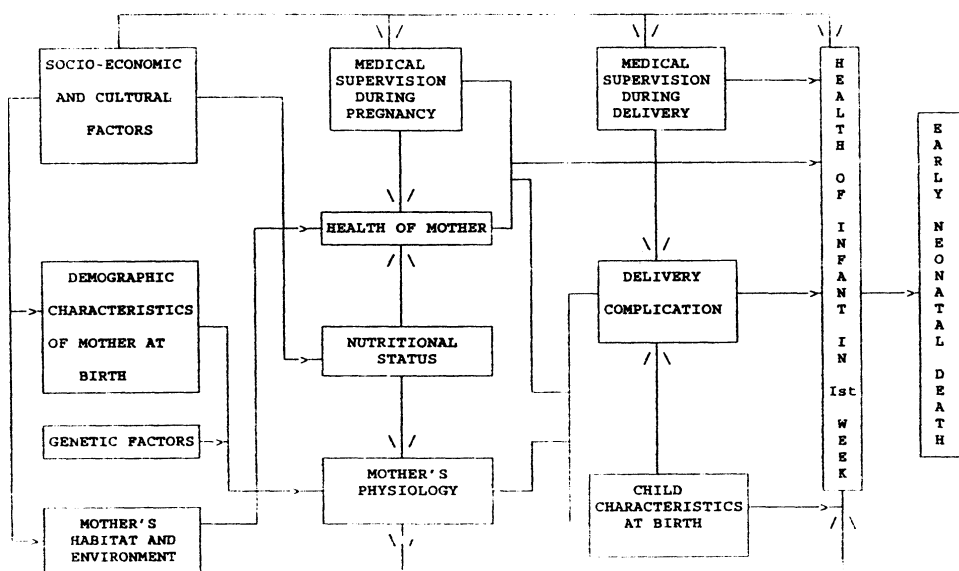 SOCIO-ECONOMIC
AND CULTURAL
FACTORS
DEMOGRAPHIC
CHARACTERISTICS
OF MOTHER AT
BIRTH
GENETIC FACTORS
MOTHER'S
HABITAT AND
ENVIRONMENT
MEDICAL
SUPERVISION
DURING
PREGNANCY
HEALTH OF MOTHER
NUTRITIONAL
STATUS
MOTHER'S
PHYSIOLOGY
MEDICAL
SUPERVISION
DURING
DELIVERY
DELIVERY
COMPLICATION
CHILD
CHARACTERISTICS
AT BIRTH
HEALTH OF INFANT IN Ist WEEK
EARLY NEONATAL DEATH